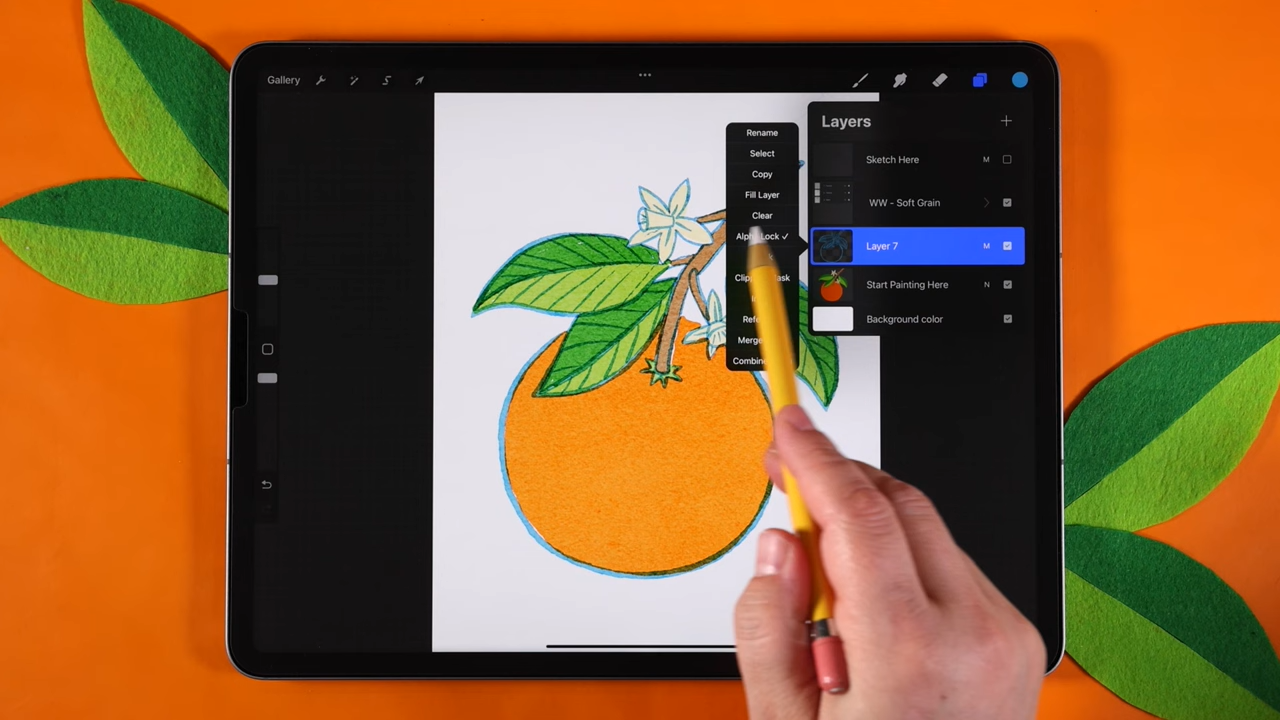 Gallery
Layers
Rename
Select
Copy
Fill Layer
Clear
Sketch Here M
WW - Soft Grain
Layer 7 M
Start Painting Here N
Background color